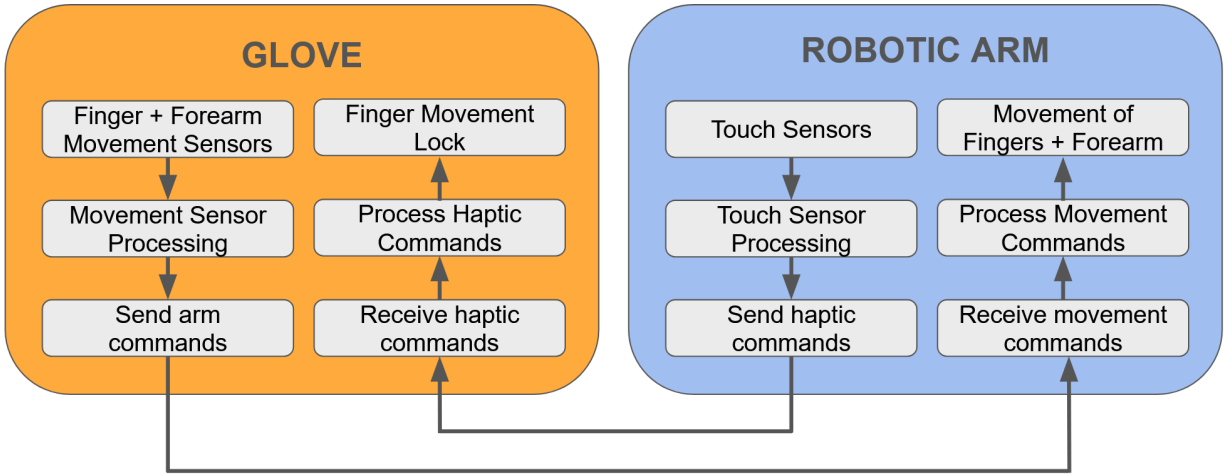 GLOVE
Finger + Forearm
Movement Sensors
Movement Sensor
Processing
Send arm
commands
Finger Movement
Lock
Process Haptic
Commands
Receive haptic
commands
ROBOTIC ARM
Touch Sensors
Touch Sensor
Processing
Send haptic
commands
Movement of
Fingers + Forearm
Process Movement
Commands
Receive movement
commands